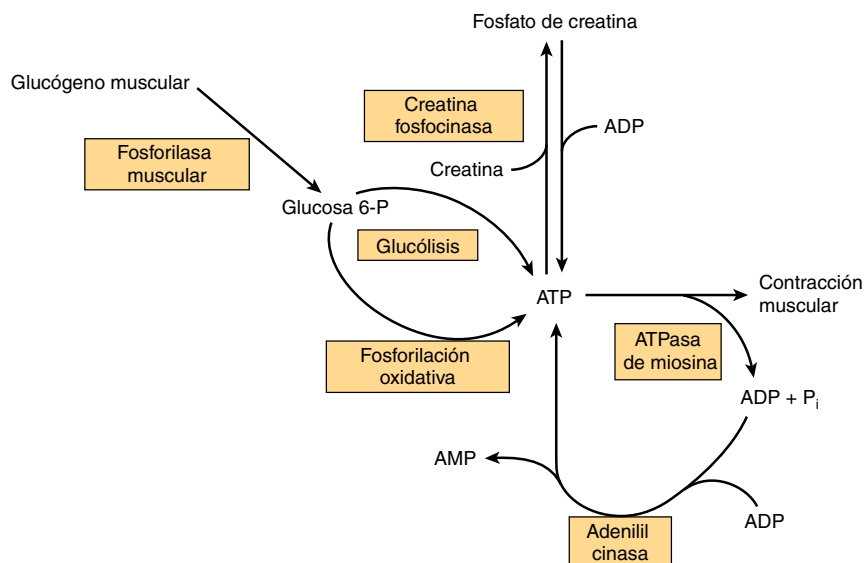 Fosfato de creatina
Glucógeno muscular
Creatina
fosfocinasa
ADP
Fosforilasa
muscular
Creatina
Glucosa 6-P
Glucólisis
ATP
Contracción
muscular
Fosforilación
oxidativa
ATPasa
de miosina
ADP + Pi
AMP
ADP
Adenilil
cinasa